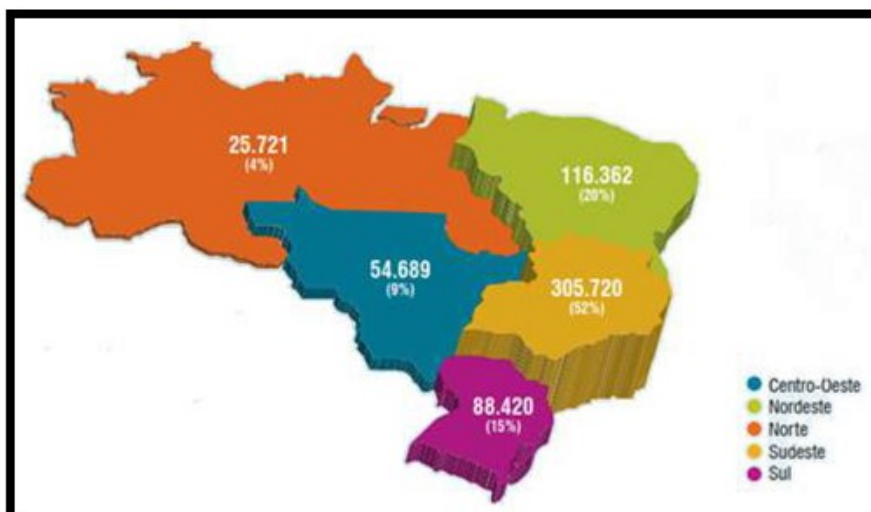 25.721
(4%)
116.362
(20%)
54.689
(9%)
305.720
(52%)
88.420
(15%)
Centro-Oeste
Nordeste
Norte
Sudeste
Sul